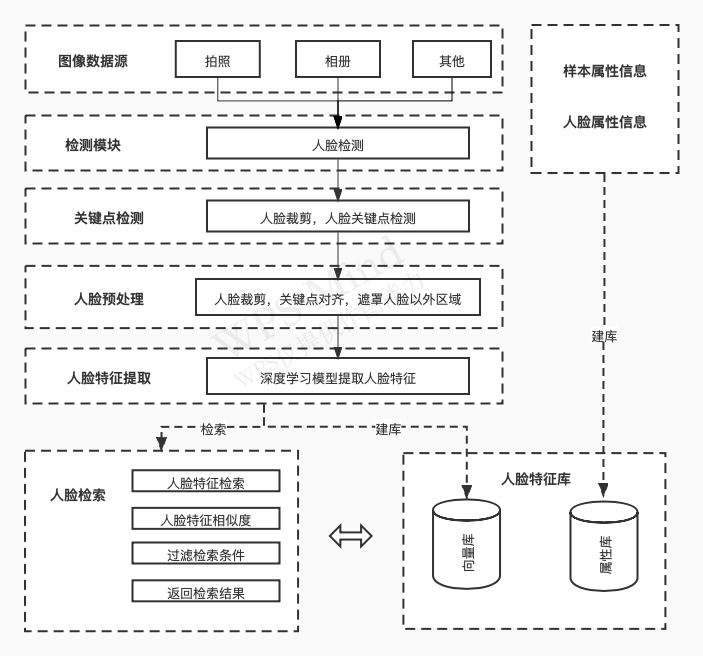 图像数据源
拍照
相册
其他
样本属性信息
人脸属性信息
检测模块
人脸检测
关键点检测
人脸裁剪，人脸关键点检测
人脸预处理
人脸裁剪，关键点对齐，遮罩人脸以外区域
WPS Mind
人脸特征提取
深度学习模型提取人脸特征
建库
检索
建库
人脸检索
人脸特征检索
人脸特征相似度
过滤检索条件
返回检索结果
人脸特征库
向量库
属性库